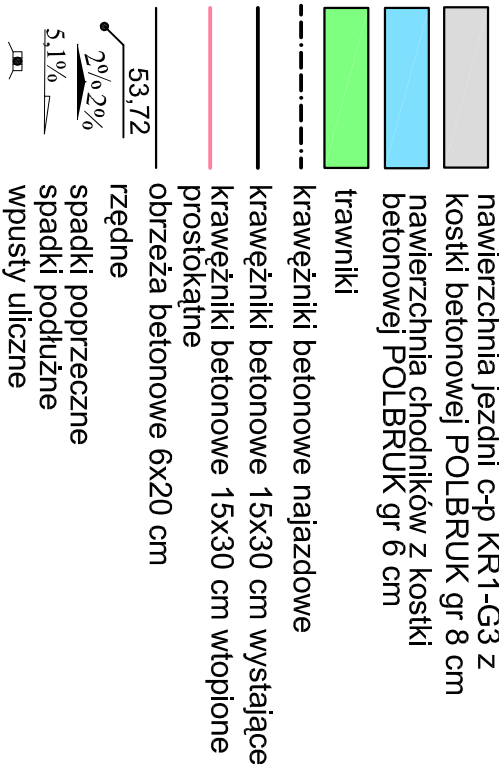 nawierzchnia jezdni c-p KR1-G3 z
kostki betonowej POLBRUK gr 8 cm
nawierzchnia chodników z kostki
betonowej POLBRUK gr 6 cm
trawniki
krawężniki betonowe najazdowe
krawężniki betonowe 15x30 cm wystające
krawężniki betonowe 15x30 cm wtopione
prostokątne
obrzeża betonowe 6x20 cm
53,72
rzędne
2% 2%
spadki poprzeczne
5,1%
spadki podłużne
wpusty uliczne